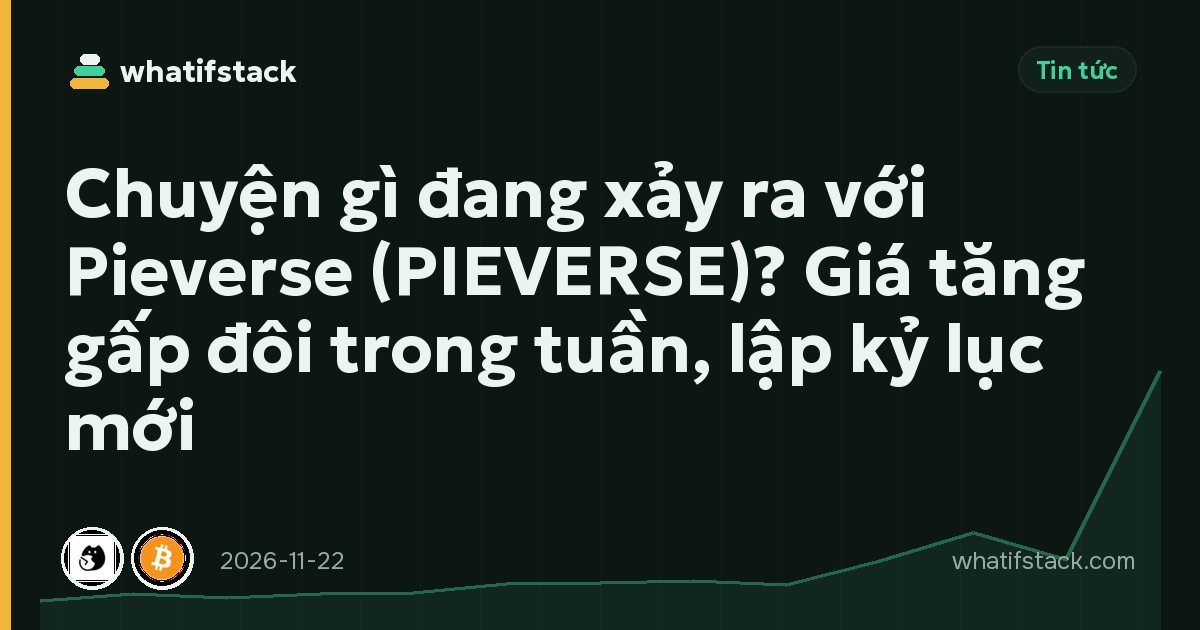 whatifstack
Tin tức
Chuyện gì đang xảy ra với
Pieverse (PIEVERSE)? Giá tăng
gấp đôi trong tuần, lập kỷ lục
mới
2026-11-22
whatifstack.com